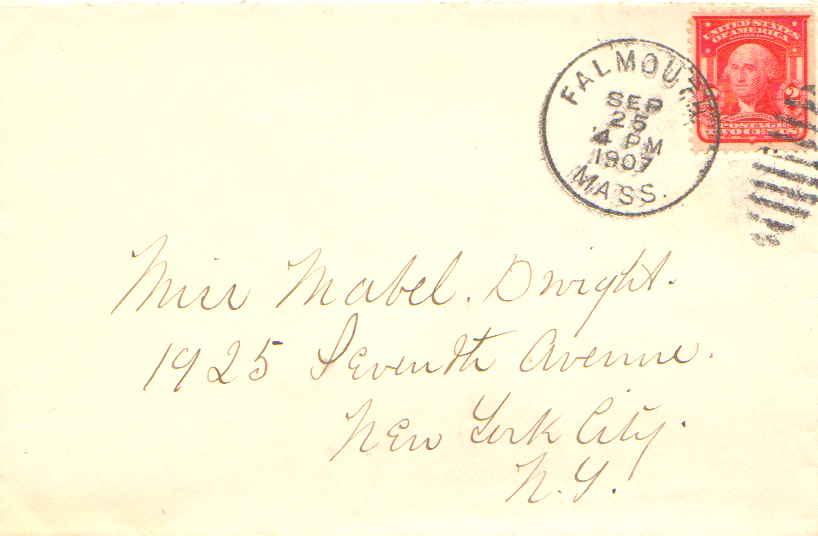 UNITED STATES
OF AMERICA
FALMOUTH
SEP
25
4 PM
1907
MASS.
2
POSTAGE
TWO CENTS
Miss Mabel. Dwight.
1925 Seventh Avenue.
New York City.
N.Y.